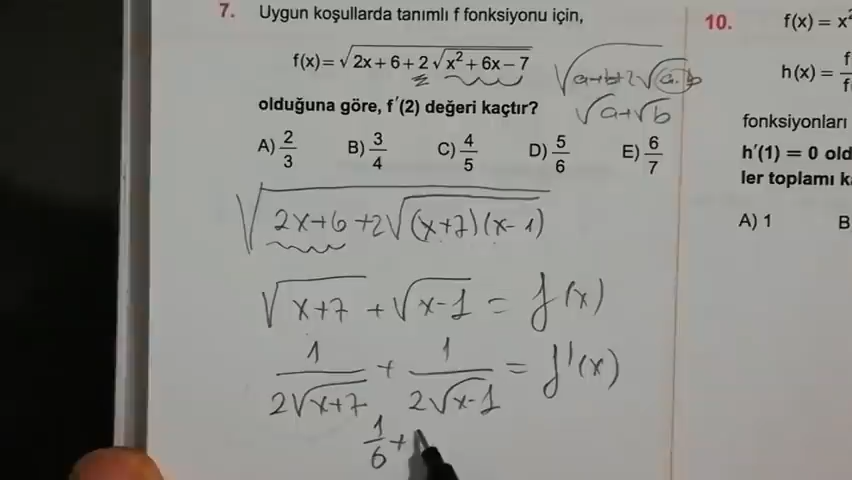 7. Uygun koşullarda tanımlı f fonksiyonu için,
f(x)=√(2x+6+2√(x²+6x-7))
√(a+b+2√(a.b))
√a+√b
olduğuna göre, f'(2) değeri kaçtır?
A) 2/3 B) 3/4 C) 4/5 D) 5/6 E) 6/7
√(2x+6+2√((x+7)(x-1)))
√(x+7) + √(x-1) = f(x)
1/(2√(x+7)) + 1/(2√(x-1)) = f'(x)
1/6 +
10. f(x) = x²
h(x) =
fonksiyonları
h'(1) = 0 old
ler toplamı k
A) 1 B